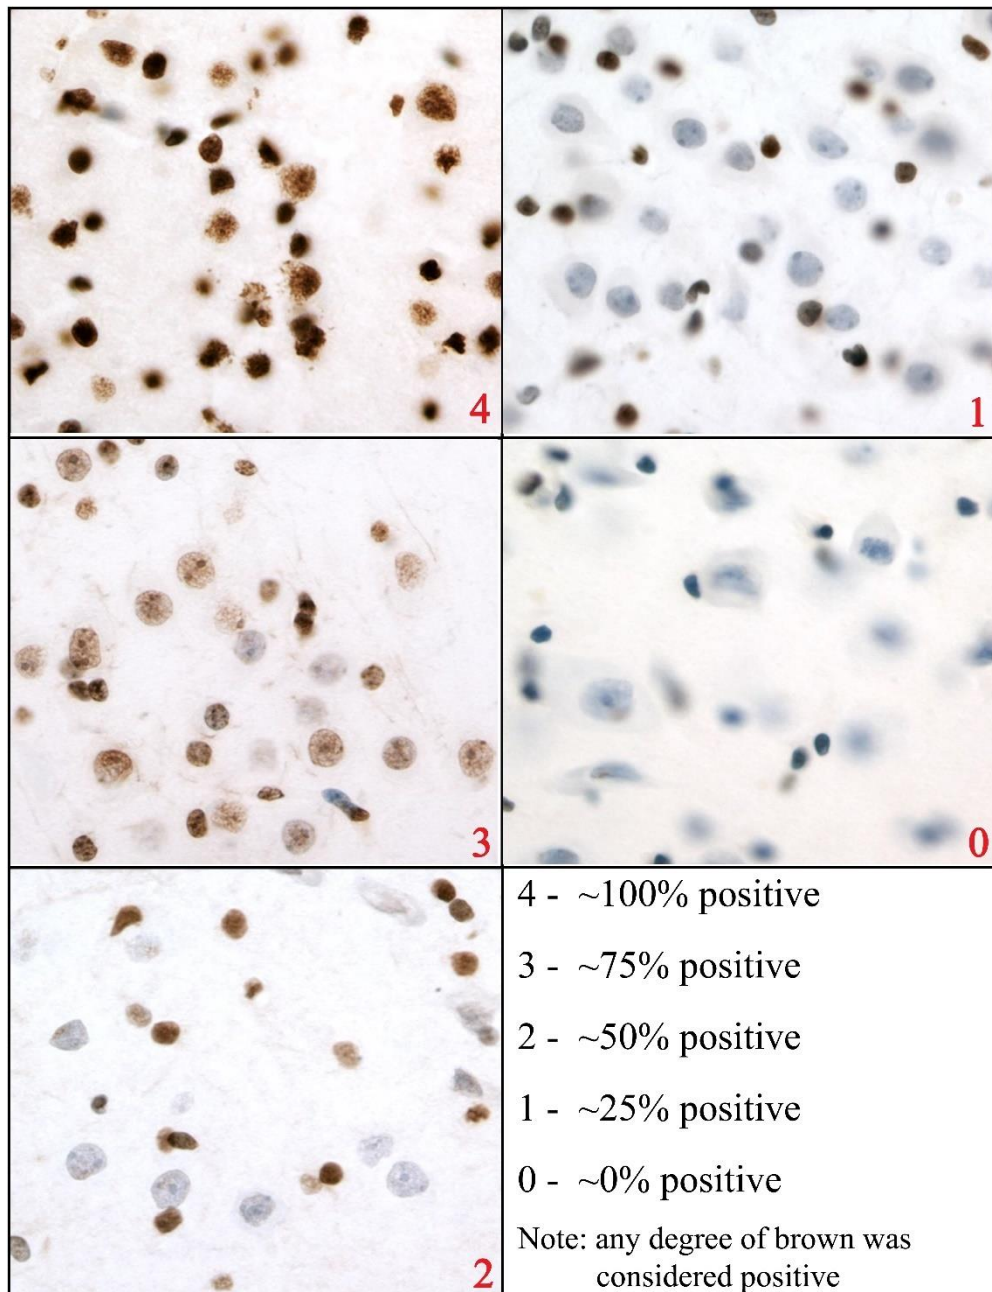 4
1
3
0
2
4 - ~100% positive
3 - ~75% positive
2 - ~50% positive
1 - ~25% positive
0 - ~0% positive
Note: any degree of brown was
considered positive